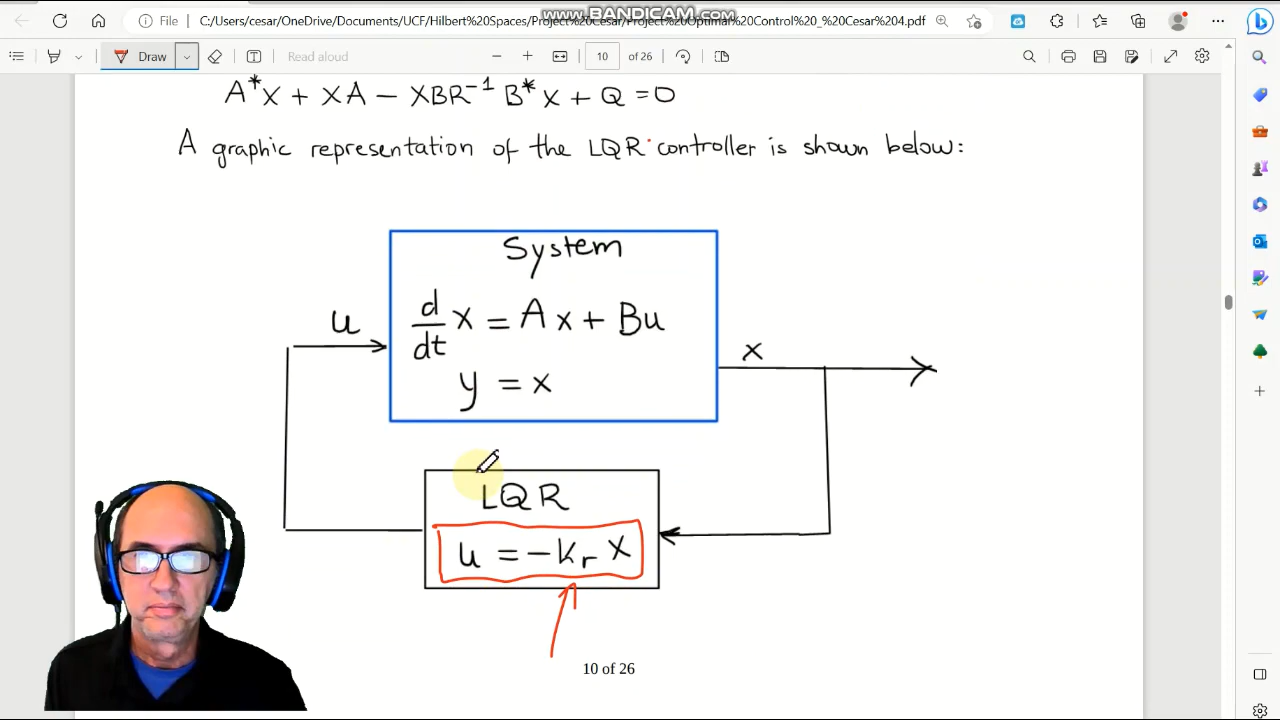 www.BANDICAM.com
File C:/Users/cesar/OneDrive/Documents/UCF/Hilbert%20Spaces/Project%20Cesar/Project%20Optimal%20Control%20_%20Cesar%204.pdf
Draw Read aloud 10 of 26
A*X + XA − XBR⁻¹ B*X + Q = 0
A graphic representation of the LQR controller is shown below:
System
u
d/dt x = Ax + Bu
x
y = x
LQR
u = −Kr x
10 of 26